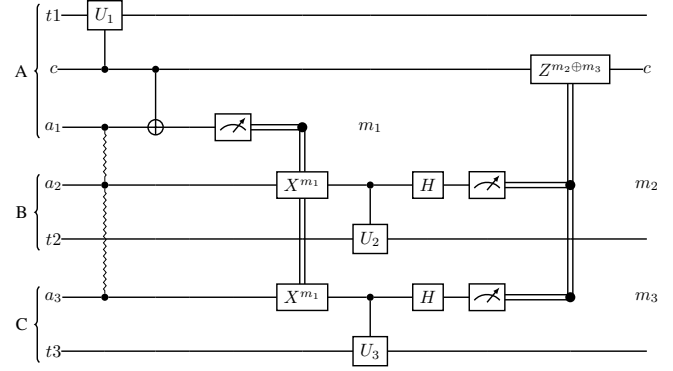 t1 U₁
A c Z^{m₂⊕m₃} c
a₁ m₁
a₂ X^{m₁} H m₂
B
t2 U₂
a₃ X^{m₁} H m₃
C
t3 U₃